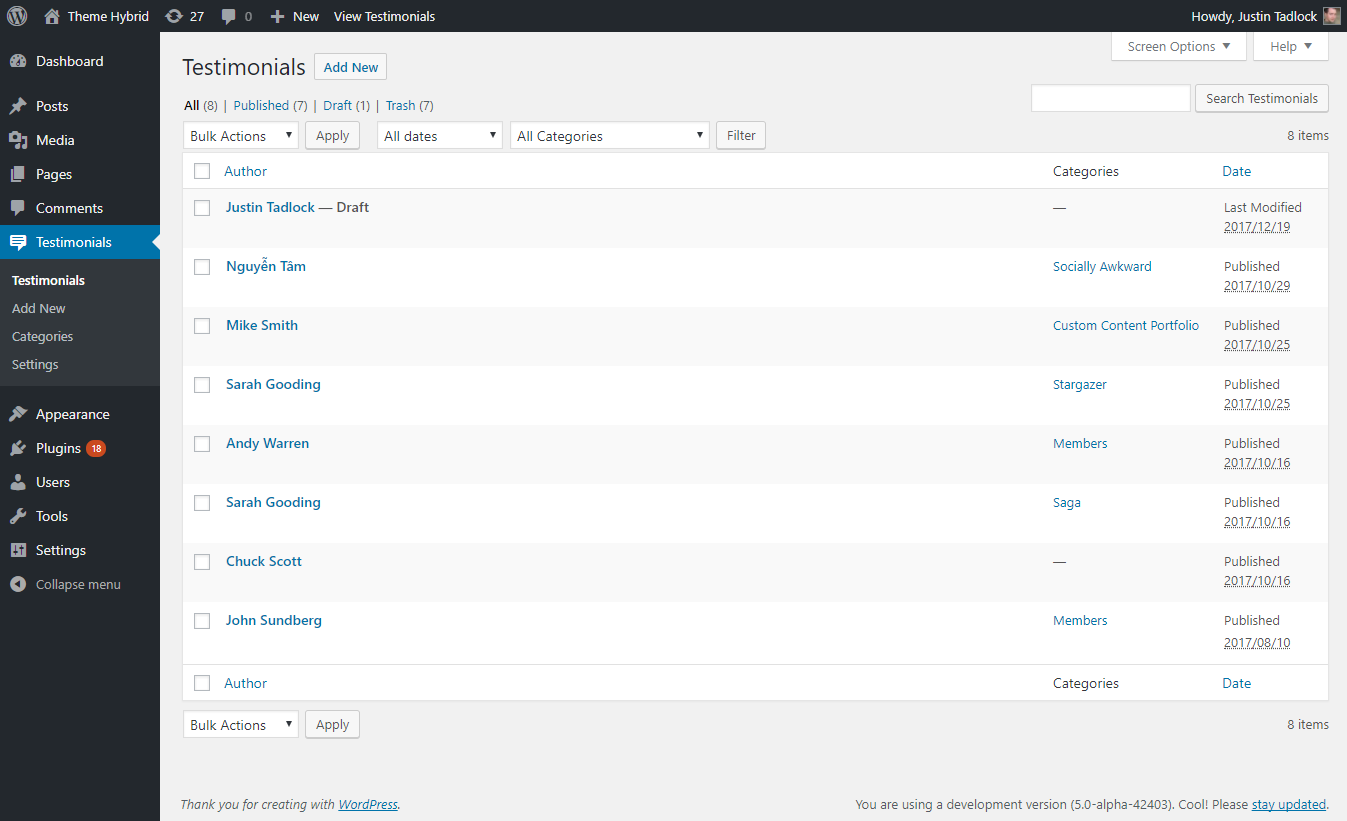 Theme Hybrid 27 0 New View Testimonials Howdy, Justin Tadlock
Screen Options ▼ Help ▼
Dashboard
Posts
Media
Pages
Comments
Testimonials
Testimonials
Add New
Categories
Settings
Appearance
Plugins 18
Users
Tools
Settings
Collapse menu
Testimonials Add New
All (8) | Published (7) | Draft (1) | Trash (7)
Search Testimonials
Bulk Actions Apply All dates All Categories Filter 8 items
Author Categories Date
Justin Tadlock — Draft — Last Modified
2017/12/19
Nguyễn Tâm Socially Awkward Published
2017/10/29
Mike Smith Custom Content Portfolio Published
2017/10/25
Sarah Gooding Stargazer Published
2017/10/25
Andy Warren Members Published
2017/10/16
Sarah Gooding Saga Published
2017/10/16
Chuck Scott — Published
2017/10/16
John Sundberg Members Published
2017/08/10
Author Categories Date
Bulk Actions Apply 8 items
Thank you for creating with WordPress. You are using a development version (5.0-alpha-42403). Cool! Please stay updated.